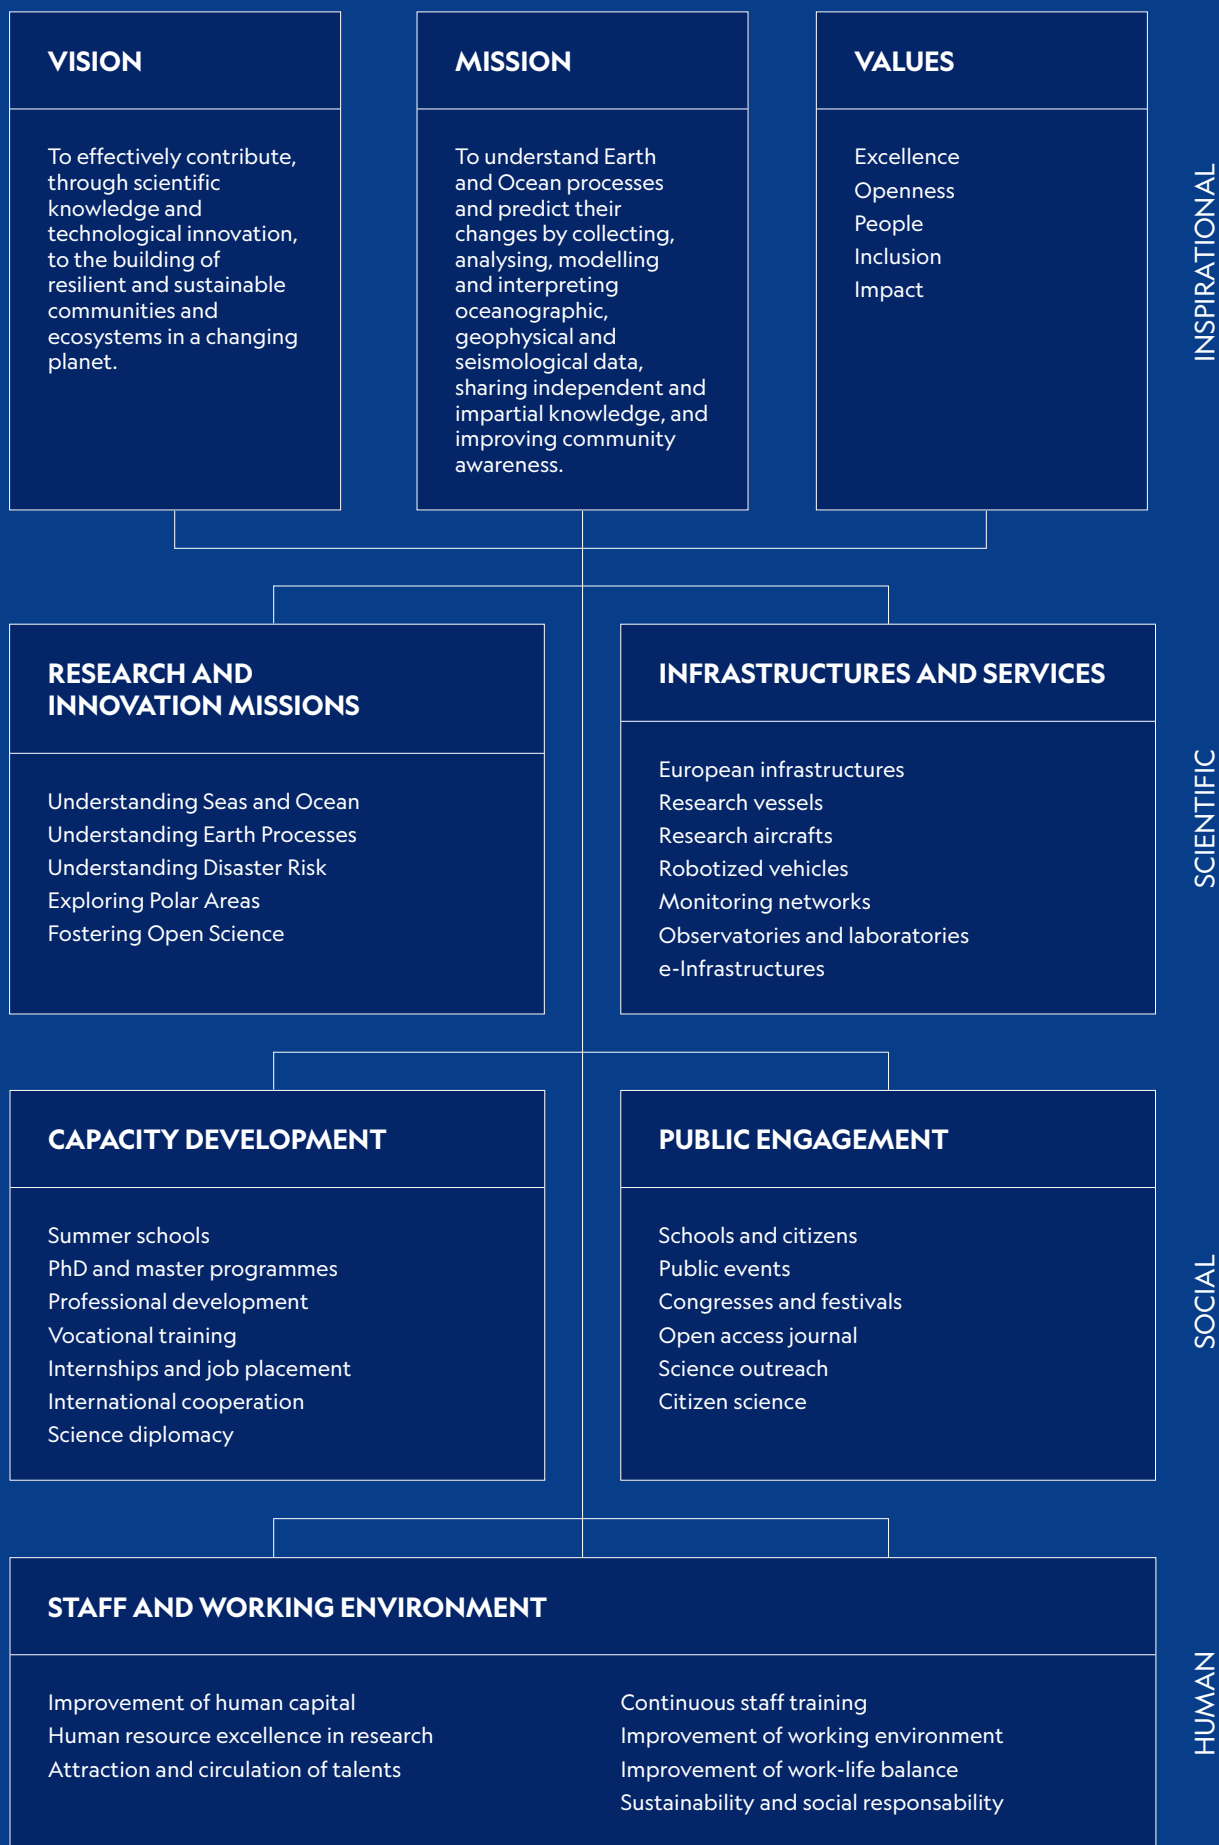 VISION
To effectively contribute,
through scientific
knowledge and
technological innovation,
to the building of
resilient and sustainable
communities and
ecosystems in a changing
planet.
MISSION
To understand Earth
and Ocean processes
and predict their
changes by collecting,
analysing, modelling
and interpreting
oceanographic,
geophysical and
seismological data,
sharing independent and
impartial knowledge, and
improving community
awareness.
VALUES
Excellence
Openness
People
Inclusion
Impact
INSPIRATIONAL
RESEARCH AND
INNOVATION MISSIONS
Understanding Seas and Ocean
Understanding Earth Processes
Understanding Disaster Risk
Exploring Polar Areas
Fostering Open Science
INFRASTRUCTURES AND SERVICES
European infrastructures
Research vessels
Research aircrafts
Robotized vehicles
Monitoring networks
Observatories and laboratories
e-Infrastructures
SCIENTIFIC
CAPACITY DEVELOPMENT
Summer schools
PhD and master programmes
Professional development
Vocational training
Internships and job placement
International cooperation
Science diplomacy
PUBLIC ENGAGEMENT
Schools and citizens
Public events
Congresses and festivals
Open access journal
Science outreach
Citizen science
SOCIAL
STAFF AND WORKING ENVIRONMENT
Improvement of human capital
Human resource excellence in research
Attraction and circulation of talents
Continuous staff training
Improvement of working environment
Improvement of work-life balance
Sustainability and social responsability
HUMAN